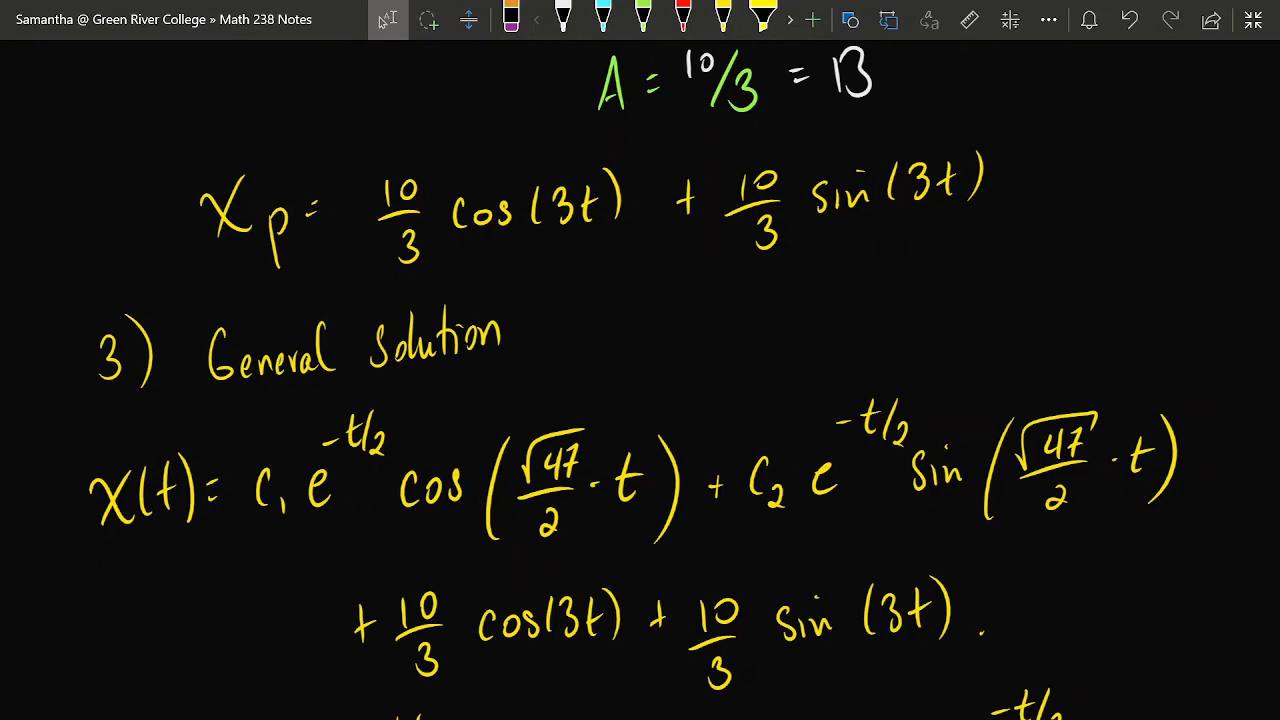 Samantha @ Green River College » Math 238 Notes
A = 10/3 = B
x_p = 10/3 cos(3t) + 10/3 sin(3t)
3) General Solution
x(t) = c₁ e^(-t/2) cos(√47/2 · t) + c₂ e^(-t/2) sin(√47/2 · t)
+ 10/3 cos(3t) + 10/3 sin(3t).
-t/2